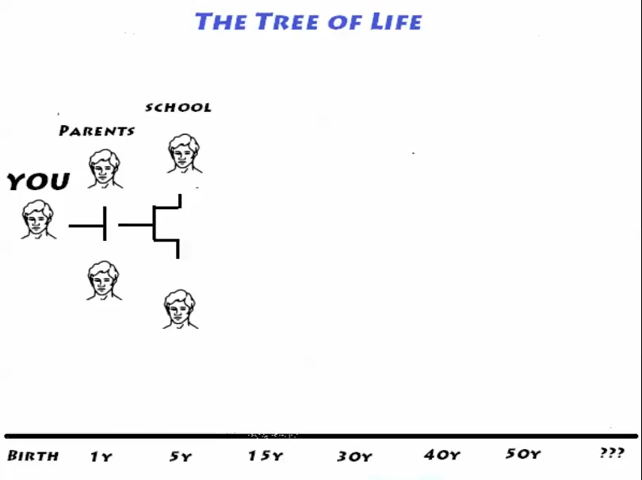 THE TREE OF LIFE
SCHOOL
PARENTS
YOU
BIRTH 1Y 5Y 15Y 30Y 40Y 50Y ???